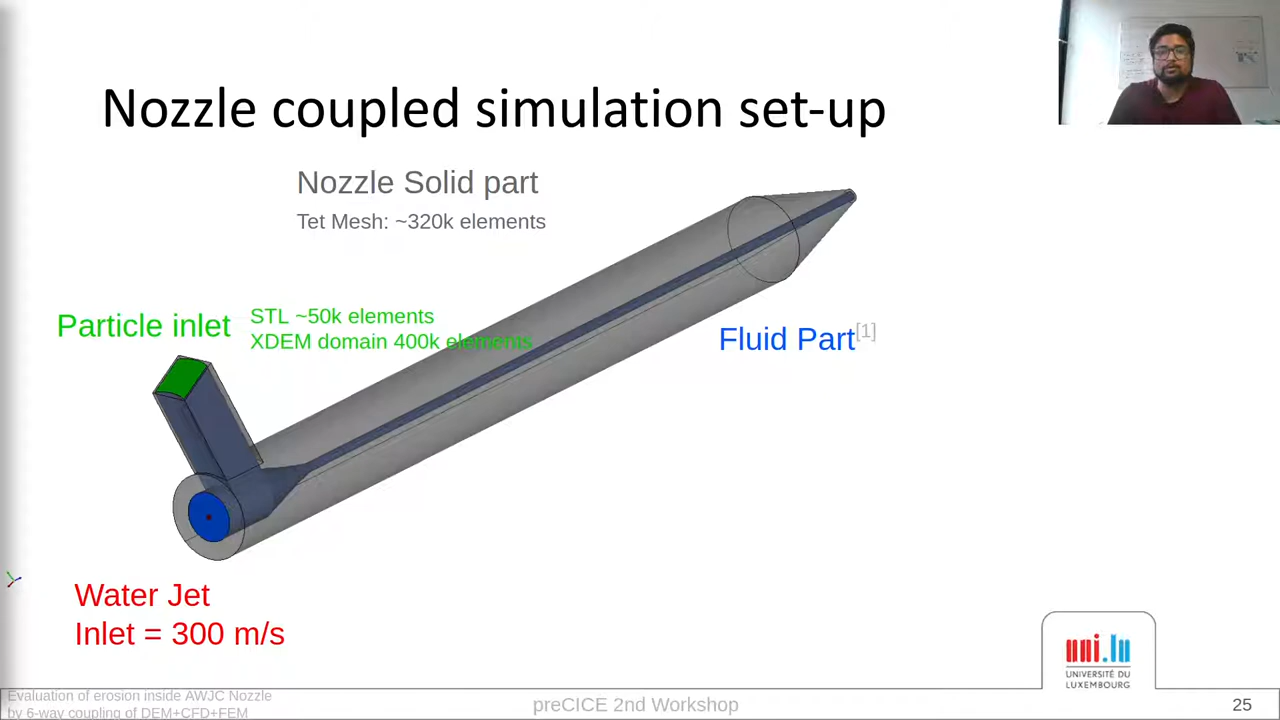 Nozzle coupled simulation set-up
Nozzle Solid part
Tet Mesh: ~320k elements
Particle inlet
STL ~50k elements
XDEM domain 400k elements
Fluid Part[1]
Water Jet
Inlet = 300 m/s
uni.lu
UNIVERSITÉ DU
LUXEMBOURG
Evaluation of erosion inside AWJC Nozzle
by 6-way coupling of DEM+CFD+FEM
preCICE 2nd Workshop
25